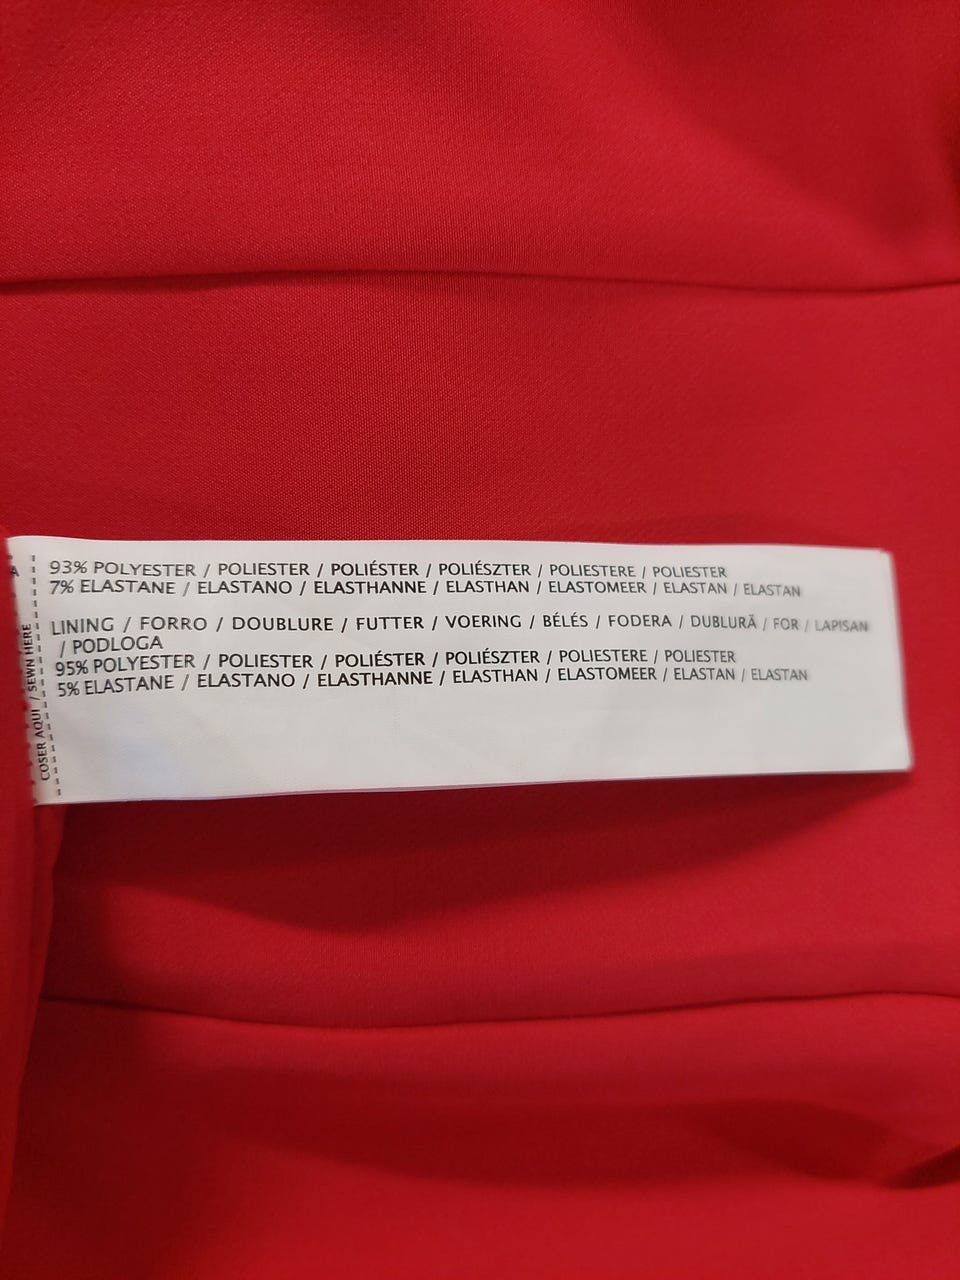 93% POLYESTER / POLIESTER / POLIÉSTER / POLIÉSZTER / POLIESTERE / POLIESTER
7% ELASTANE / ELASTANO / ELASTHANNE / ELASTHAN / ELASTOMEER / ELASTAN / ELASTAN
LINING / FORRO / DOUBLURE / FUTTER / VOERING / BÉLÉS / FODERA / DUBLURĂ / FOR / LAPISAN
/ PODLOGA
95% POLYESTER / POLIESTER / POLIÉSTER / POLIÉSZTER / POLIESTERE / POLIESTER
5% ELASTANE / ELASTANO / ELASTHANNE / ELASTHAN / ELASTOMEER / ELASTAN / ELASTAN
COSER AQUI / SEWN HERE